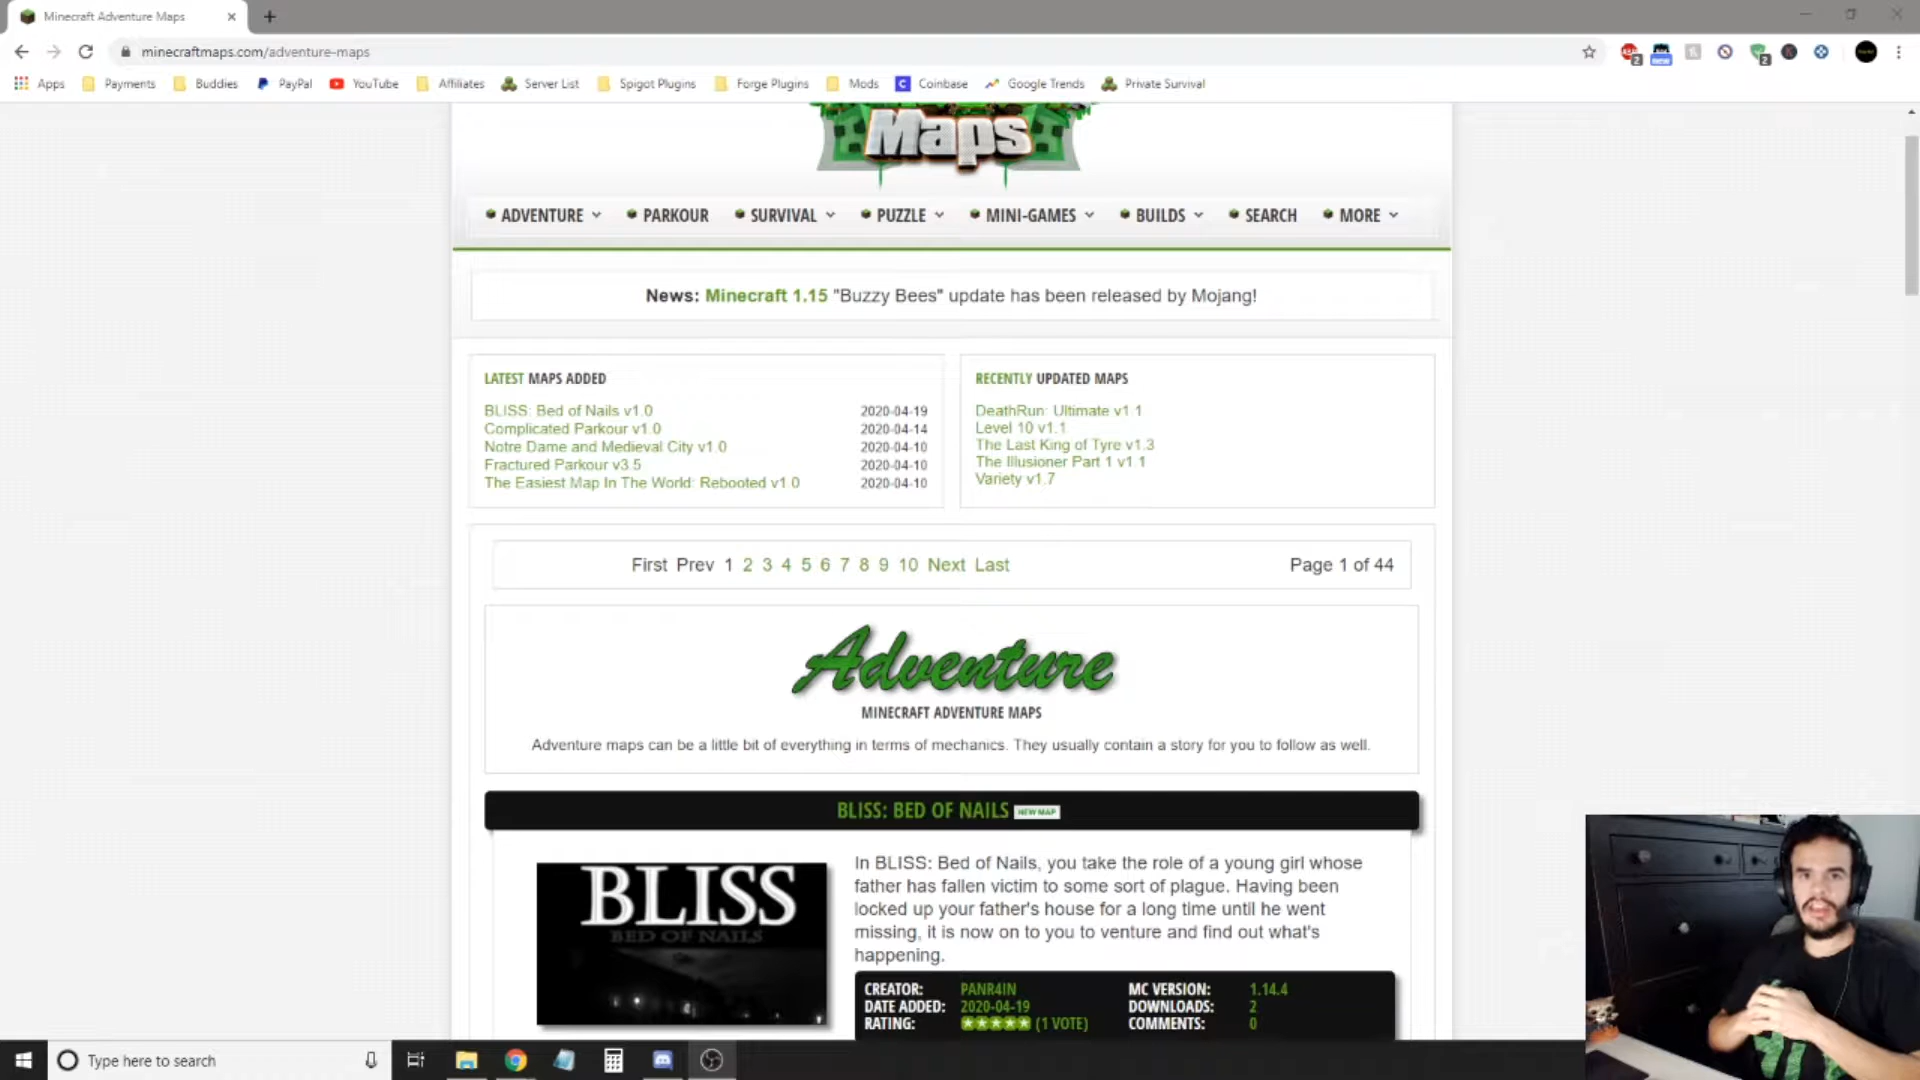 Minecraft Adventure Maps
minecraftmaps.com/adventure-maps
Apps Payments Buddies PayPal YouTube Affiliates Server List Spigot Plugins Forge Plugins Mods Coinbase Google Trends Private Survival
Maps
ADVENTURE PARKOUR SURVIVAL PUZZLE MINI-GAMES BUILDS SEARCH MORE
News: Minecraft 1.15 "Buzzy Bees" update has been released by Mojang!
LATEST MAPS ADDED
BLISS: Bed of Nails v1.0 2020-04-19
Complicated Parkour v1.0 2020-04-14
Notre Dame and Medieval City v1.0 2020-04-10
Fractured Parkour v3.5 2020-04-10
The Easiest Map In The World: Rebooted v1.0 2020-04-10
RECENTLY UPDATED MAPS
DeathRun: Ultimate v1.1
Level 10 v1.1
The Last King of Tyre v1.3
The Illusioner Part 1 v1.1
Variety v1.7
First Prev 1 2 3 4 5 6 7 8 9 10 Next Last Page 1 of 44
Adventure
MINECRAFT ADVENTURE MAPS
Adventure maps can be a little bit of everything in terms of mechanics. They usually contain a story for you to follow as well.
BLISS: BED OF NAILS NEW MAP
BLISS
BED OF NAILS
In BLISS: Bed of Nails, you take the role of a young girl whose
father has fallen victim to some sort of plague. Having been
locked up your father's house for a long time until he went
missing, it is now on to you to venture and find out what's
happening.
CREATOR: PANR4IN MC VERSION: 1.14.4
DATE ADDED: 2020-04-19 DOWNLOADS: 2
RATING: (1 VOTE) COMMENTS: 0
Type here to search